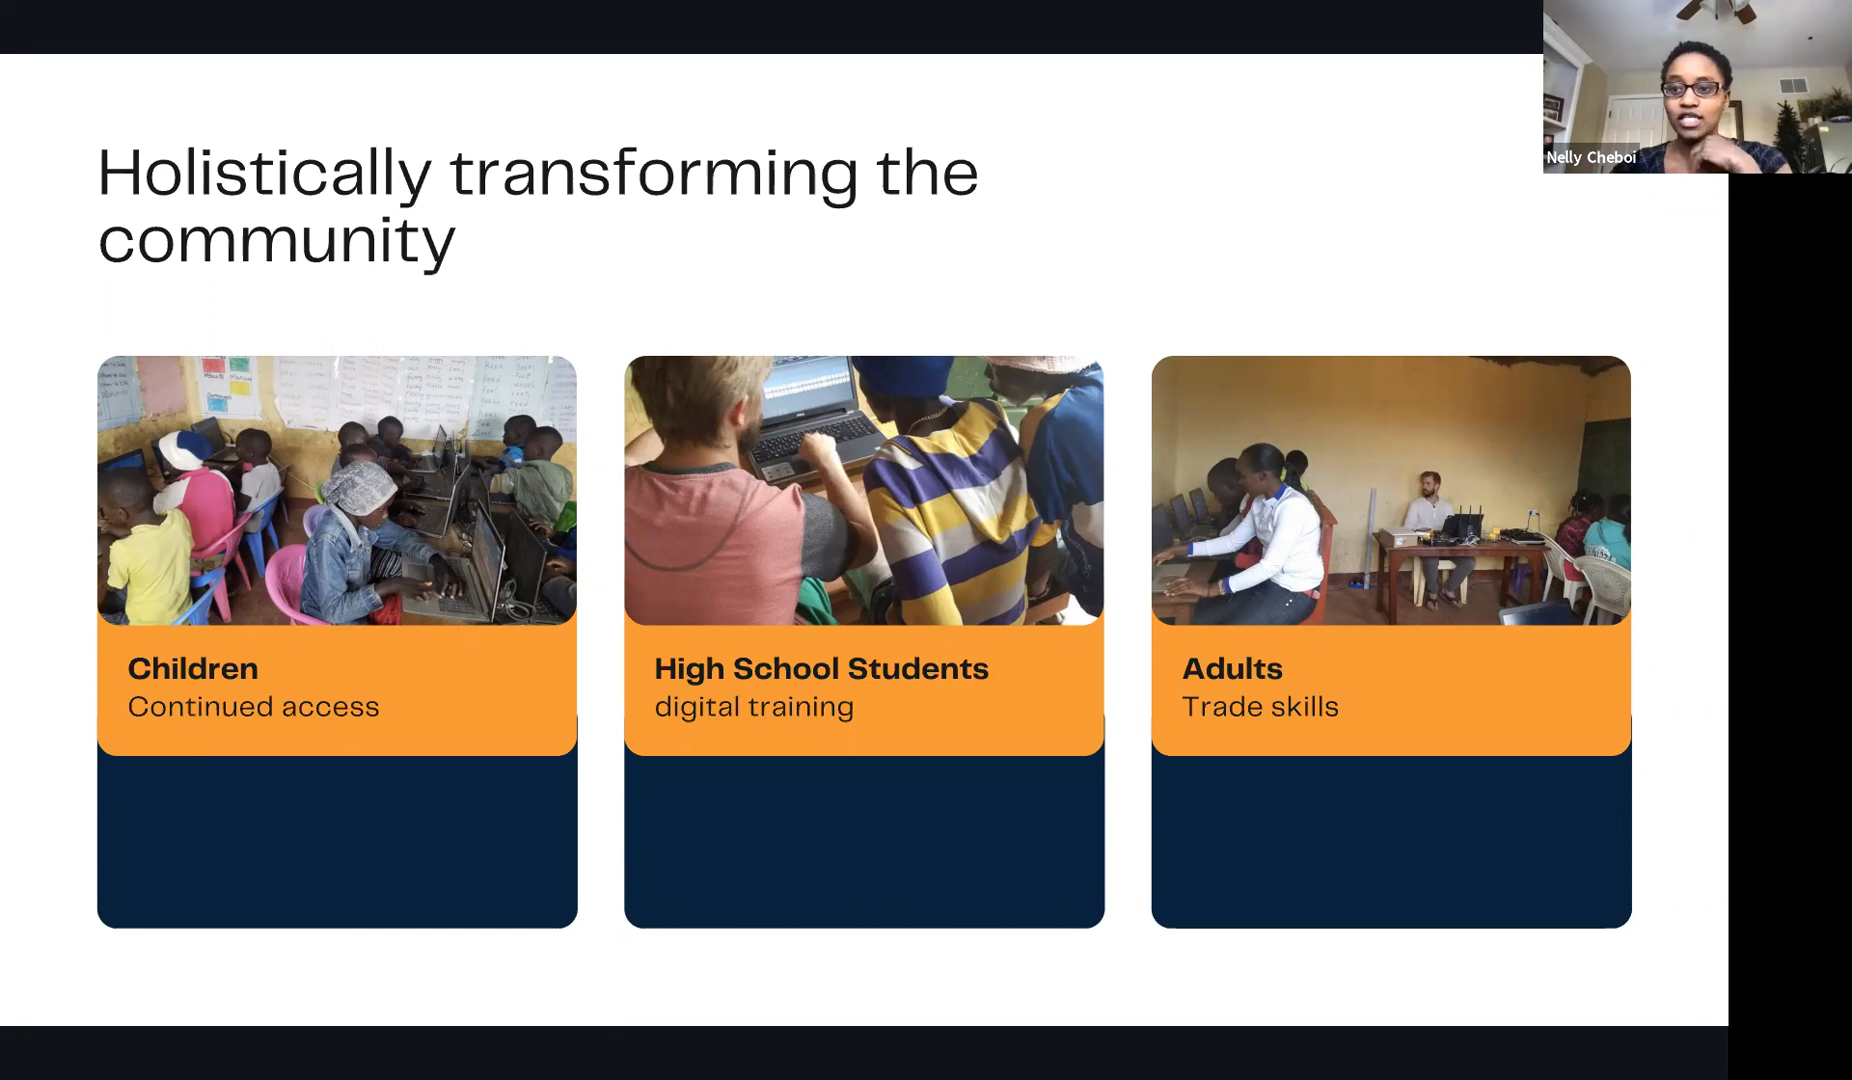 Nelly Cheboi
Holistically transforming the
community
Children
Continued access
High School Students
digital training
Adults
Trade skills